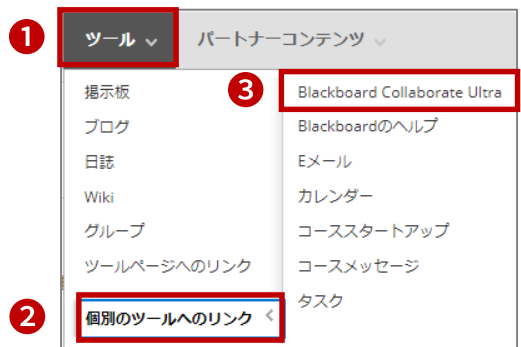 1
ツール
パートナーコンテンツ
掲示板
ブログ
日誌
Wiki
グループ
ツールページへのリンク
2
個別のツールへのリンク
3
Blackboard Collaborate Ultra
Blackboardのヘルプ
Eメール
カレンダー
コーススタートアップ
コースメッセージ
タスク